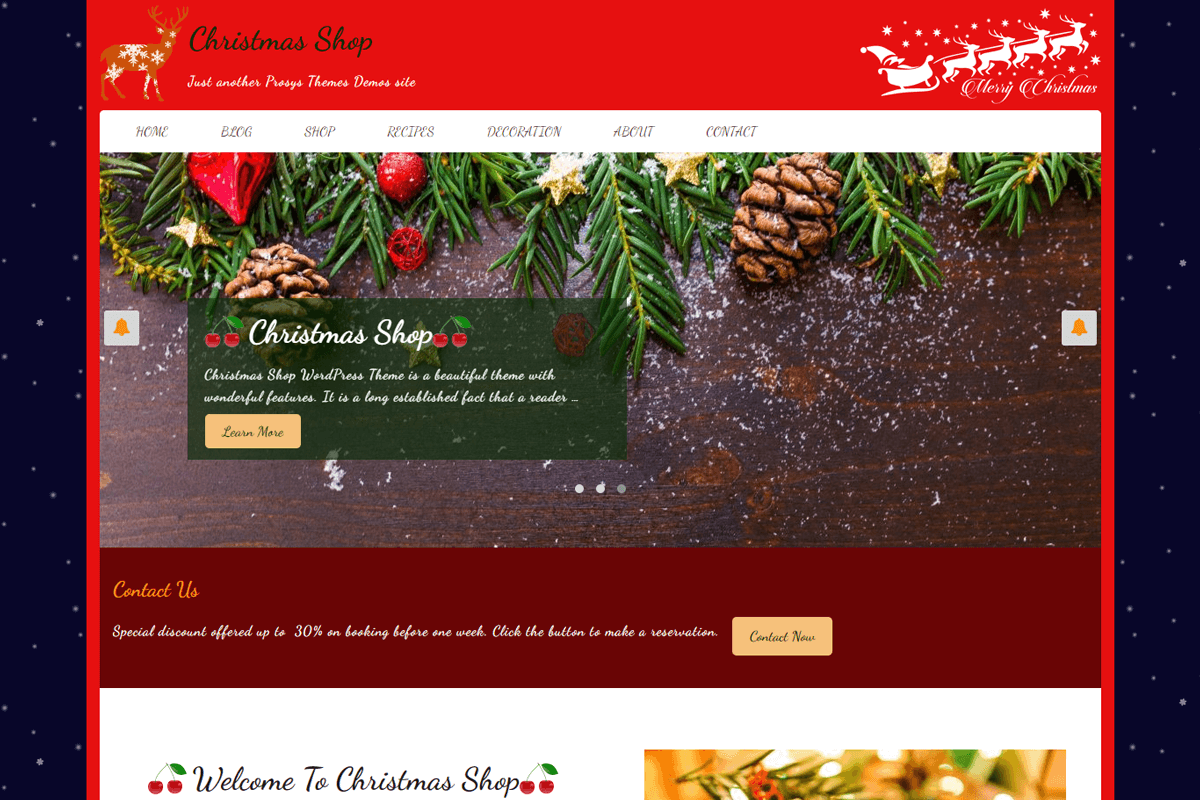 Christmas Shop
Just another Prosys Themes Demos site
Merry Christmas
HOME BLOG SHOP RECIPES DECORATION ABOUT CONTACT
Christmas Shop
Christmas Shop WordPress Theme is a beautiful theme with
wonderful features. It is a long established fact that a reader ...
Learn More
Contact Us
Special discount offered up to 30% on booking before one week. Click the button to make a reservation.
Contact Now
Welcome To Christmas Shop